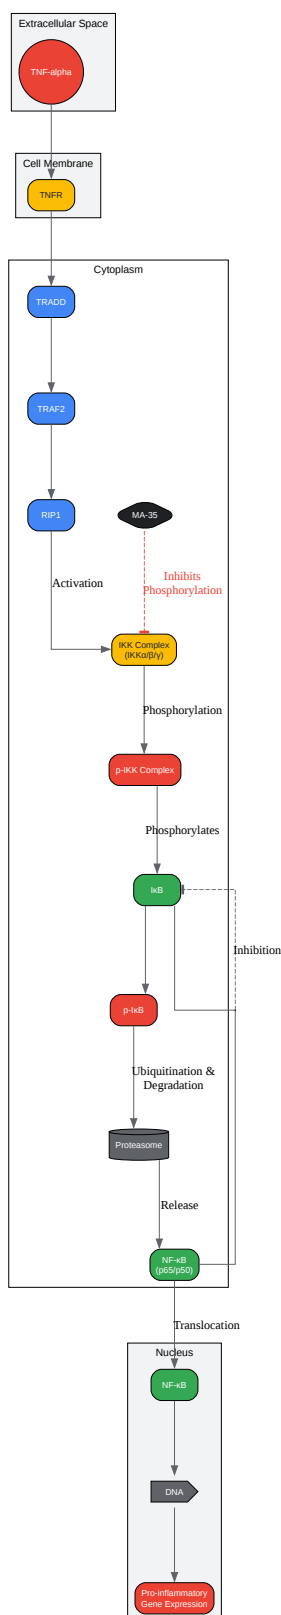 Extracellular Space
TNF-alpha
Cell Membrane
TNFR
Cytoplasm
TRADD
TRAF2
RIP1
MA-35
Activation
Inhibits
Phosphorylation
IKK Complex
(IKKα/β/γ)
Phosphorylation
p-IKK Complex
Phosphorylates
IκB
Inhibition
p-IκB
Ubiquitination &
Degradation
Proteasome
Release
NF-κB
(p65/p50)
Translocation
Nucleus
NF-κB
DNA
Pro-inflammatory
Gene Expression